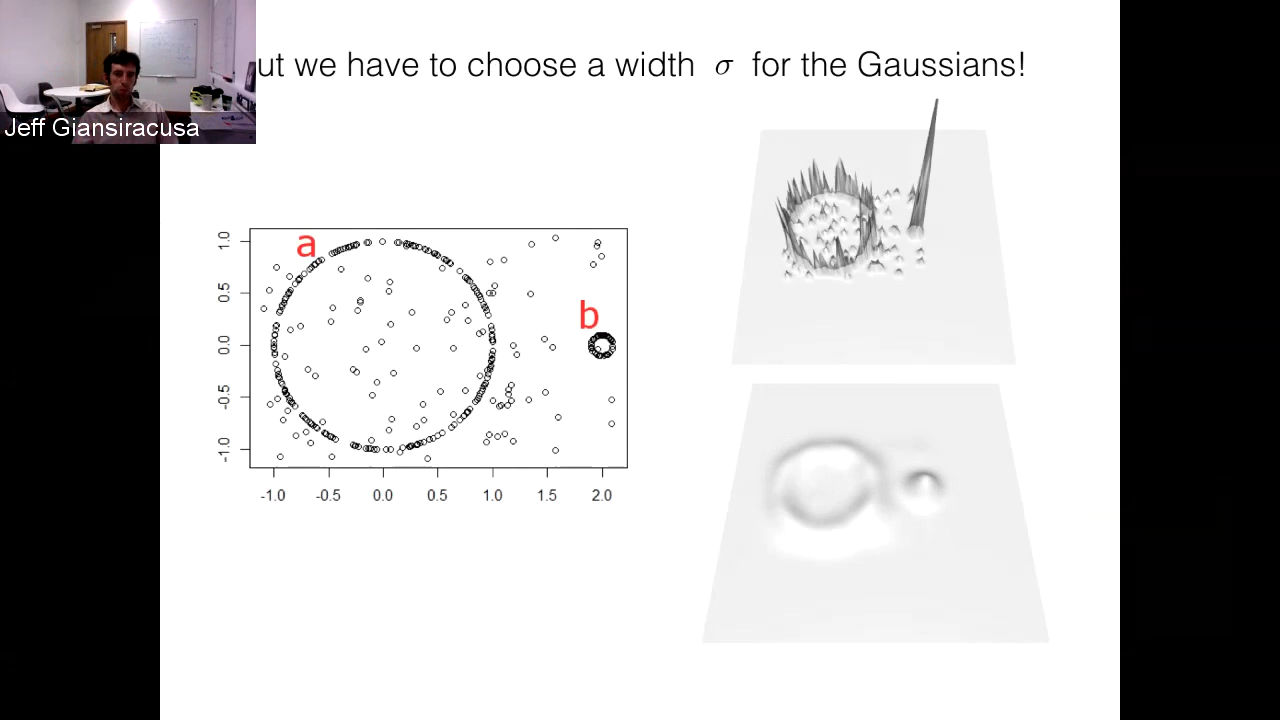 ut we have to choose a width σ for the Gaussians!
Jeff Giansiracusa
a
b
1.0
0.5
0.0
-0.5
-1.0
-1.0 -0.5 0.0 0.5 1.0 1.5 2.0